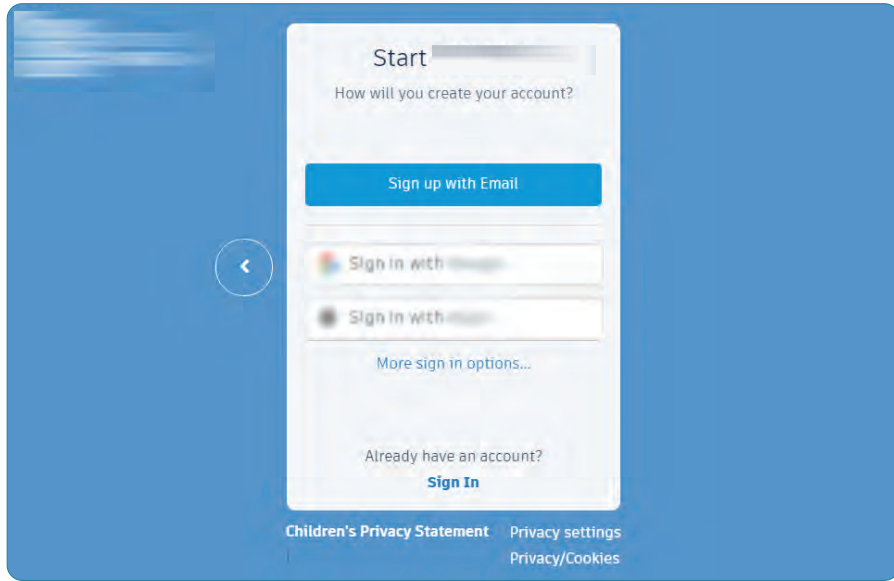 Start
How will you create your account?
Sign up with Email
Sign in with
Sign in with
More sign in options...
Already have an account?
Sign In
Children's Privacy Statement
Privacy settings
Privacy/Cookies